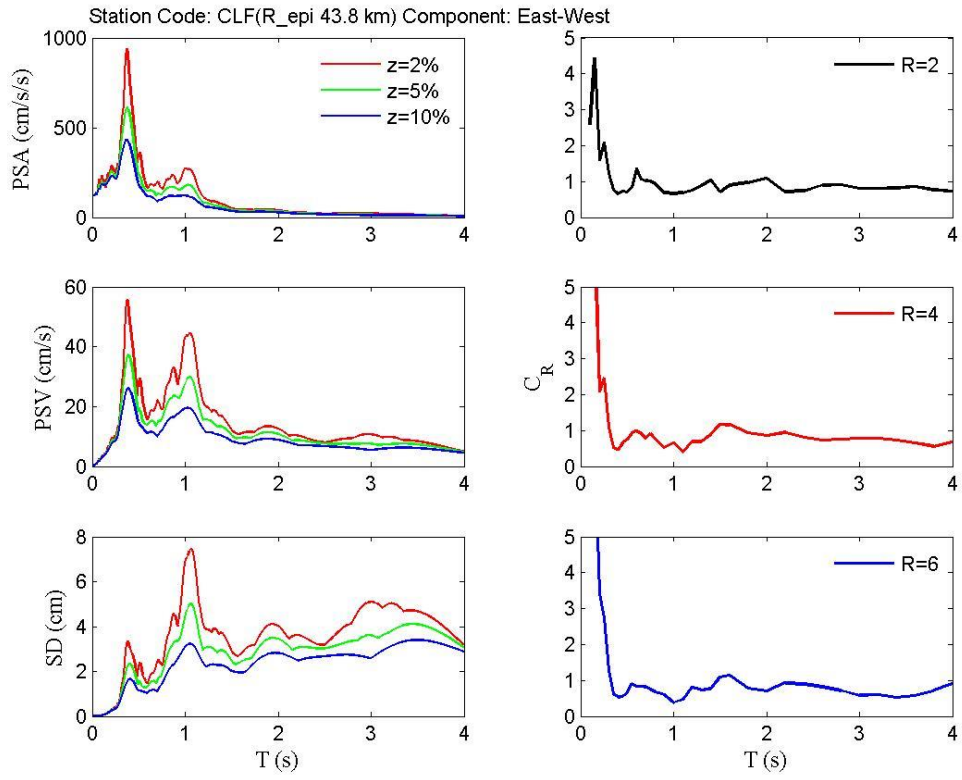 Station Code: CLF(R_epi 43.8 km) Component: East-West
PSA (cm/s/s)
1000
500
0
0 1 2 3 4
z=2%
z=5%
z=10%
5
4
3
2
1
0
0 1 2 3 4
R=2
PSV (cm/s)
60
40
20
0
0 1 2 3 4
C_R
5
4
3
2
1
0
0 1 2 3 4
R=4
SD (cm)
8
6
4
2
0
0 1 2 3 4
T (s)
5
4
3
2
1
0
0 1 2 3 4
T (s)
R=6